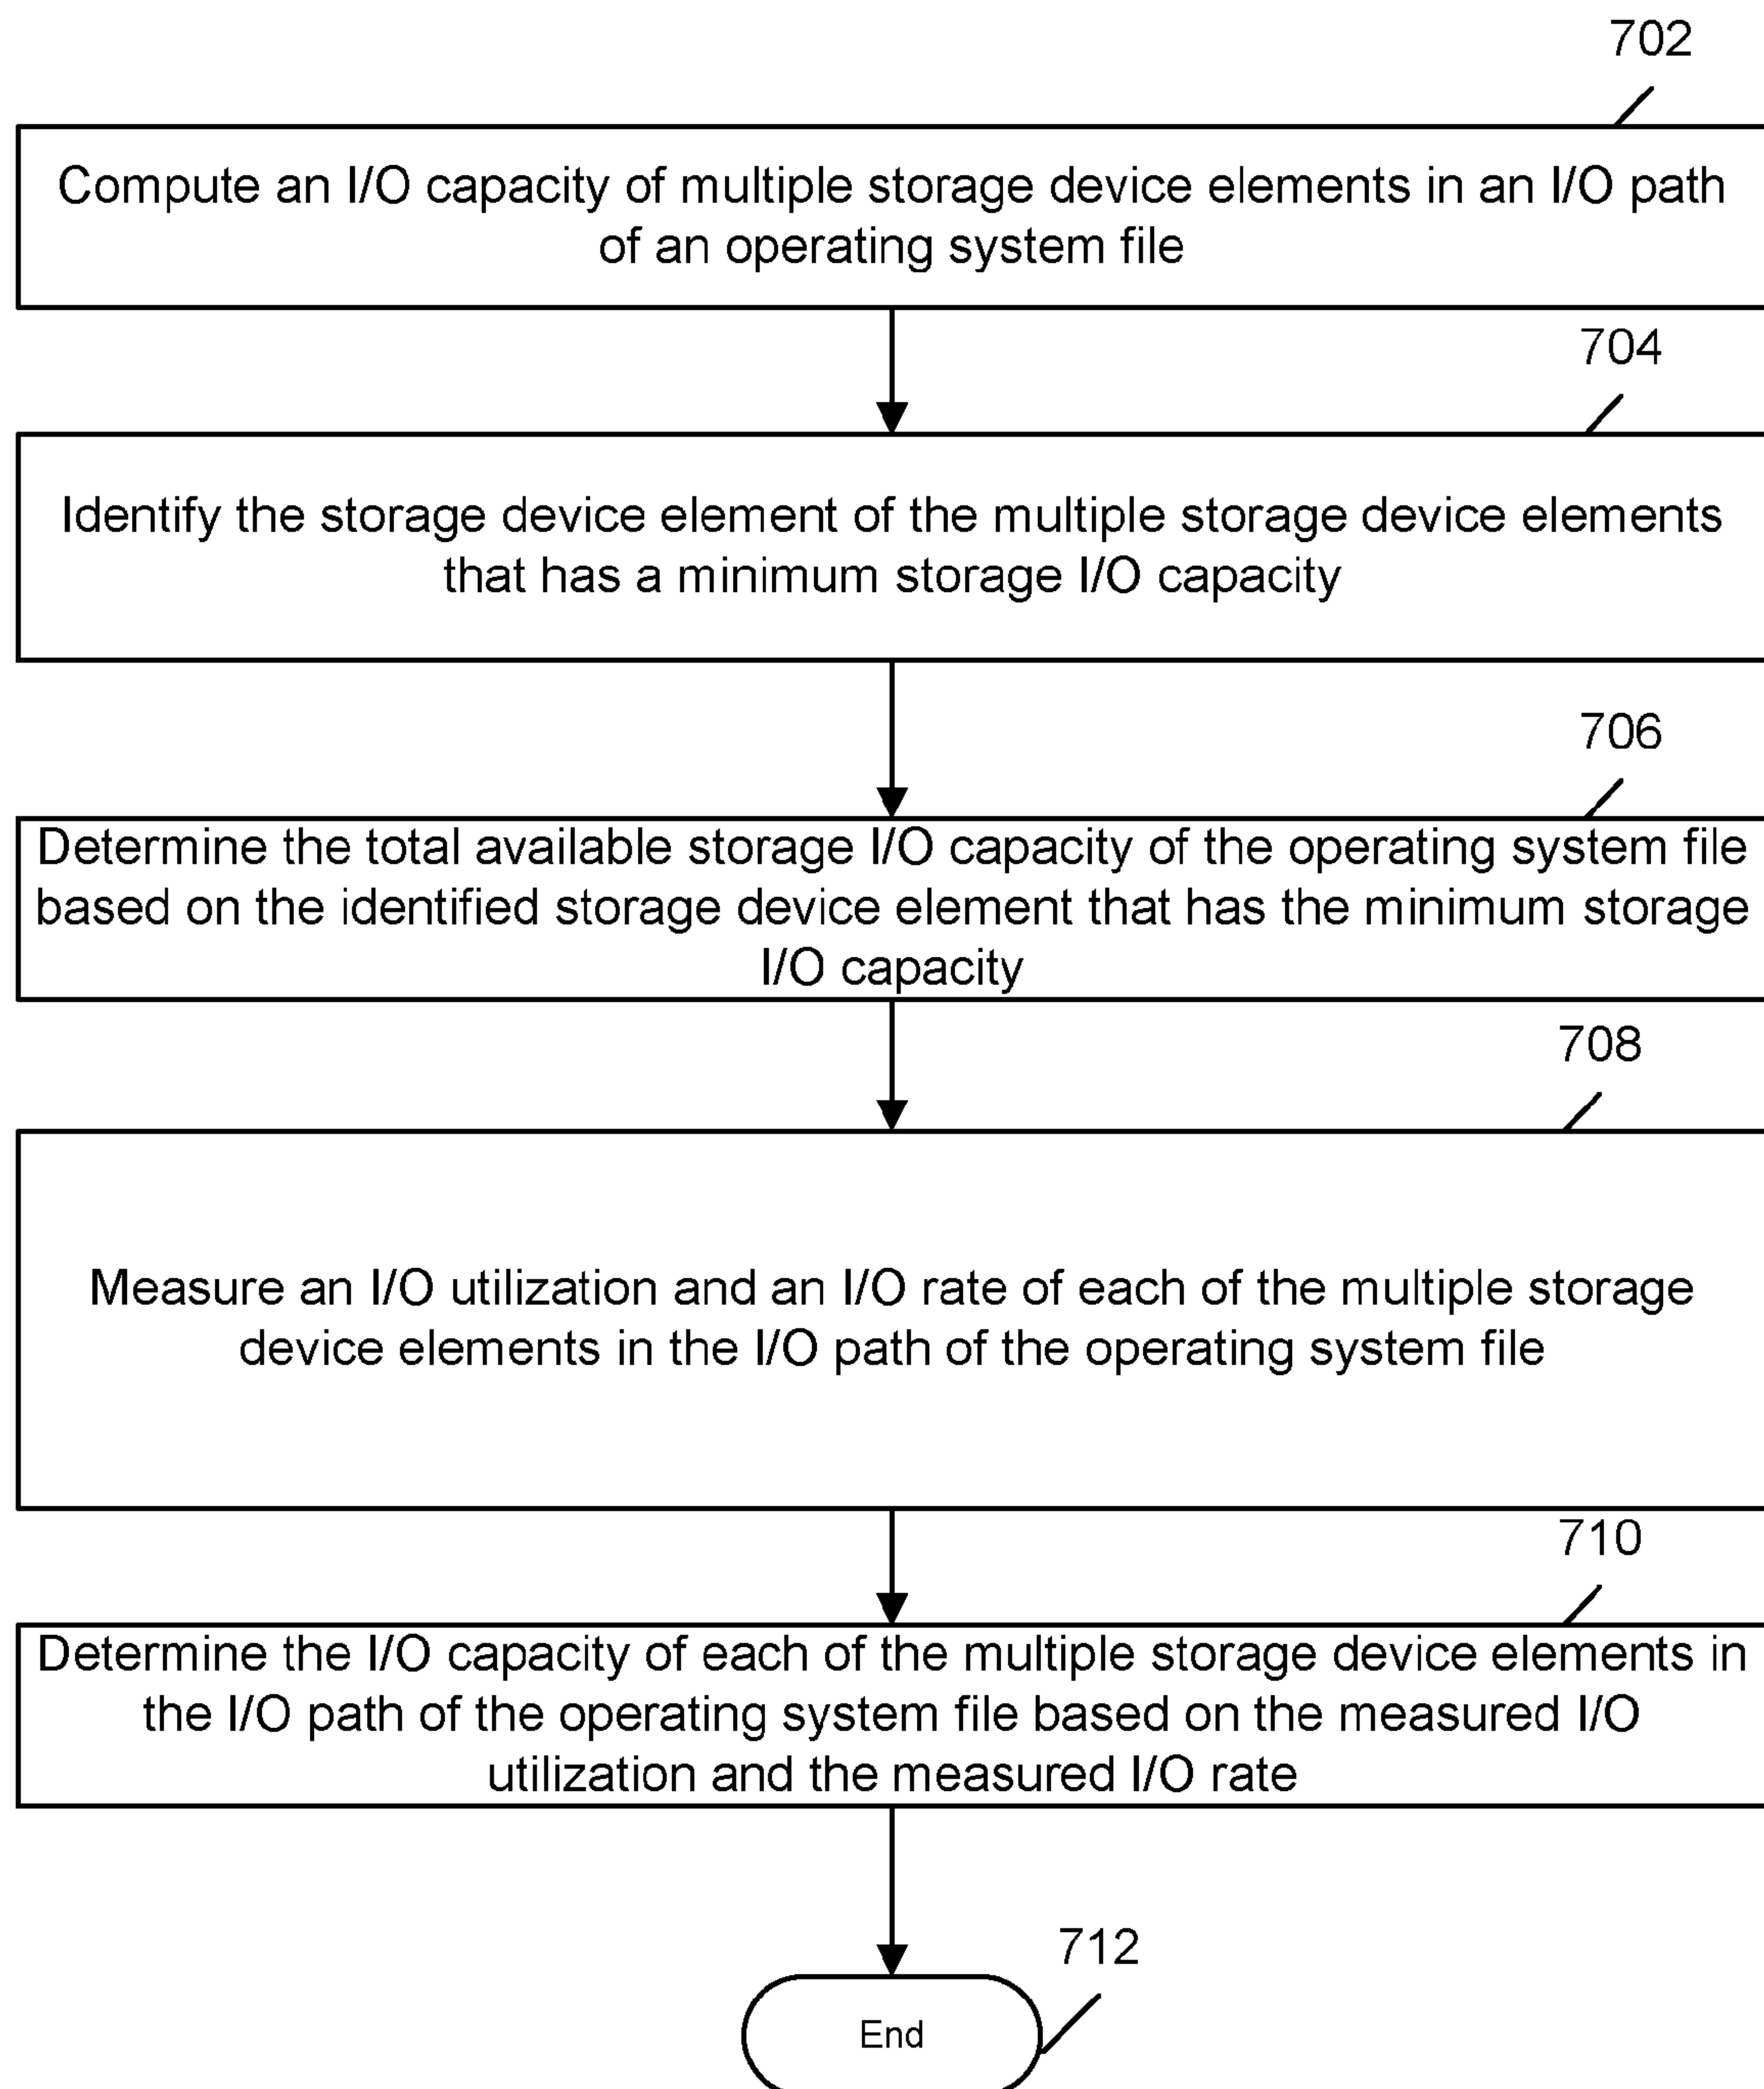 702
Compute an I/O capacity of multiple storage device elements in an I/O path
of an operating system file
704
Identify the storage device element of the multiple storage device elements
that has a minimum storage I/O capacity
706
Determine the total available storage I/O capacity of the operating system file
based on the identified storage device element that has the minimum storage
I/O capacity
708
Measure an I/O utilization and an I/O rate of each of the multiple storage
device elements in the I/O path of the operating system file
710
Determine the I/O capacity of each of the multiple storage device elements in
the I/O path of the operating system file based on the measured I/O
utilization and the measured I/O rate
712
End